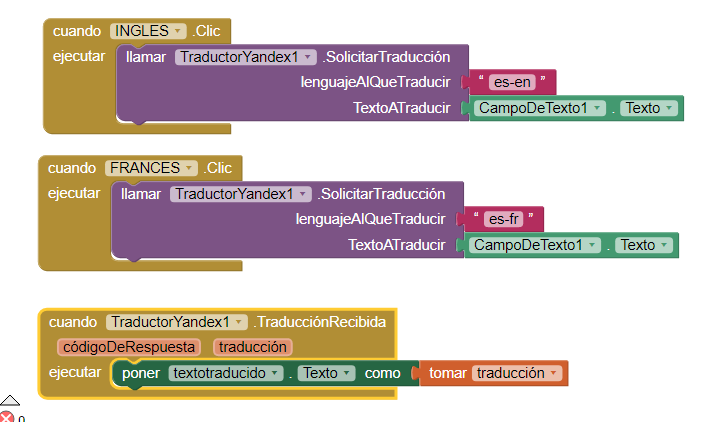 cuando INGLES .Clic
ejecutar llamar TraductorYandex1 .SolicitarTraducción
lenguajeAlQueTraducir “ es-en ”
TextoATraducir CampoDeTexto1 . Texto
cuando FRANCES .Clic
ejecutar llamar TraductorYandex1 .SolicitarTraducción
lenguajeAlQueTraducir “ es-fr ”
TextoATraducir CampoDeTexto1 . Texto
cuando TraductorYandex1 .TraducciónRecibida
códigoDeRespuesta traducción
ejecutar poner textotraducido . Texto como tomar traducción
0